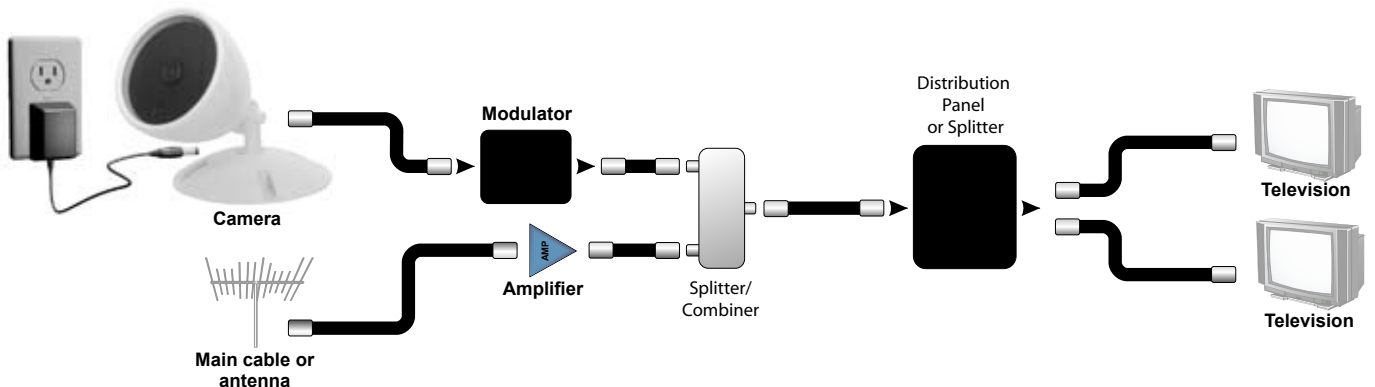 Distribution
Panel
or Splitter
Modulator
Television
Camera
AMP
Amplifier
Splitter/
Combiner
Television
Main cable or
antenna